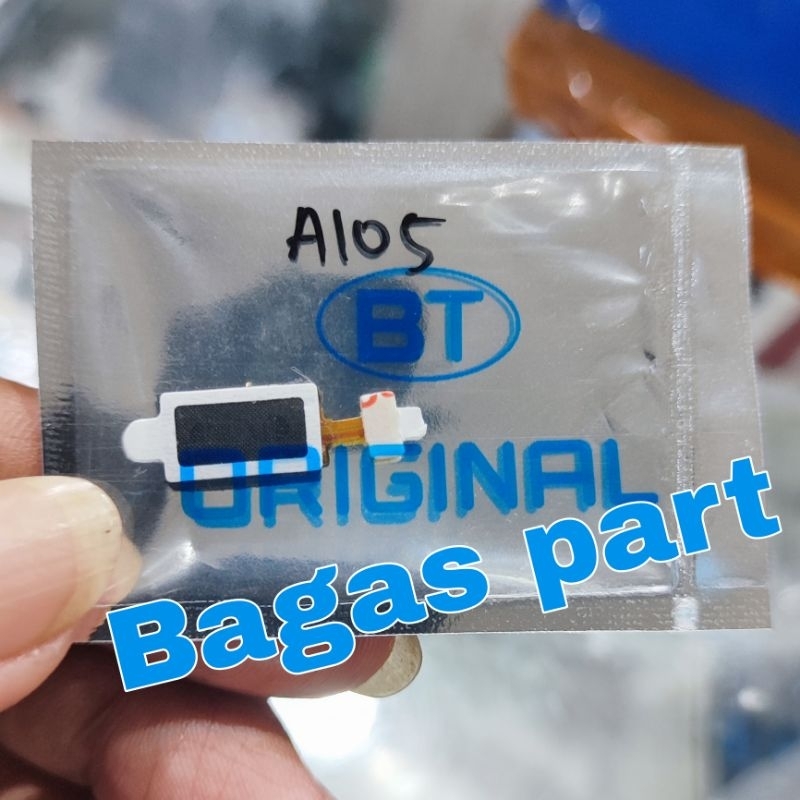 A105
BT
ORIGINAL
Bagas part